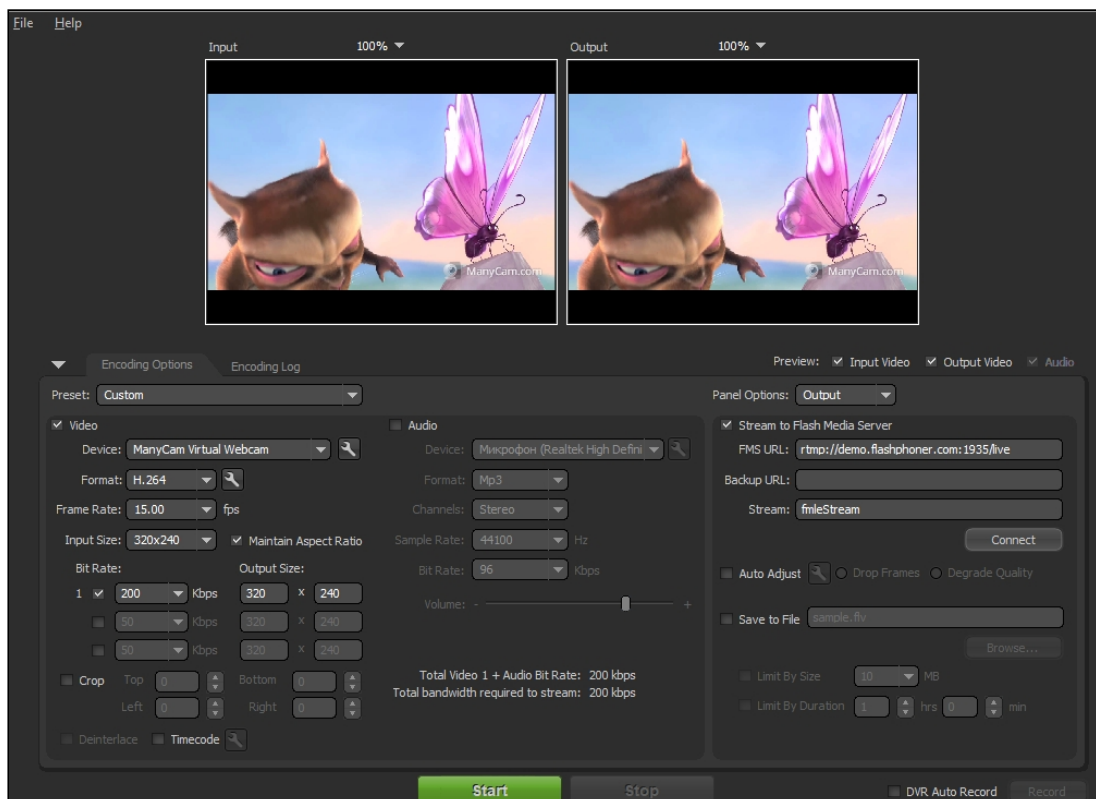 File Help
Input 100% Output 100%
ManyCam.com ManyCam.com
Encoding Options Encoding Log Preview: Input Video Output Video Audio
Preset: Custom Panel Options: Output
Video Audio Stream to Flash Media Server
Device: ManyCam Virtual Webcam Device: Микрофон (Realtek High Defini FMS URL: rtmp://demo.flashphoner.com:1935/live
Format: H.264 Format: Mp3 Backup URL:
Frame Rate: 15.00 fps Channels: Stereo Stream: fmleStream
Input Size: 320x240 Maintain Aspect Ratio Sample Rate: 44100 Hz Connect
Bit Rate: Output Size: Bit Rate: 96 Kbps Auto Adjust Drop Frames Degrade Quality
1 200 Kbps 320 x 240 Volume: - +
50 Kbps 320 x 240 Save to File sample.flv
50 Kbps 320 x 240 Browse...
Crop Top 0 Bottom 0 Total Video 1 + Audio Bit Rate: 200 kbps Limit By Size 10 MB
Left 0 Right 0 Total bandwidth required to stream: 200 kbps Limit By Duration 1 hrs 0 min
Deinterlace Timecode
Start Stop DVR Auto Record Record